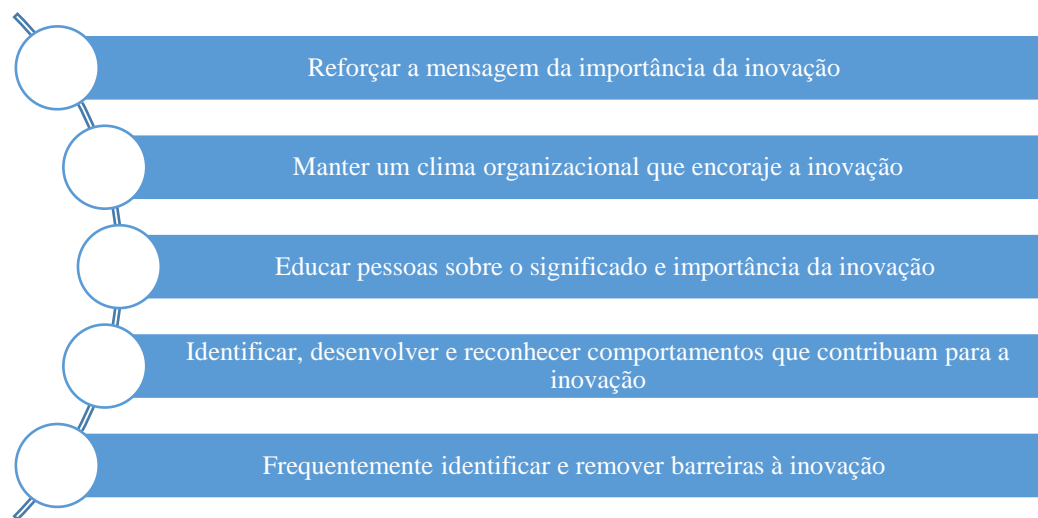 Reforçar a mensagem da importância da inovação
Manter um clima organizacional que encoraje a inovação
Educar pessoas sobre o significado e importância da inovação
Identificar, desenvolver e reconhecer comportamentos que contribuam para a
inovação
Frequentemente identificar e remover barreiras à inovação